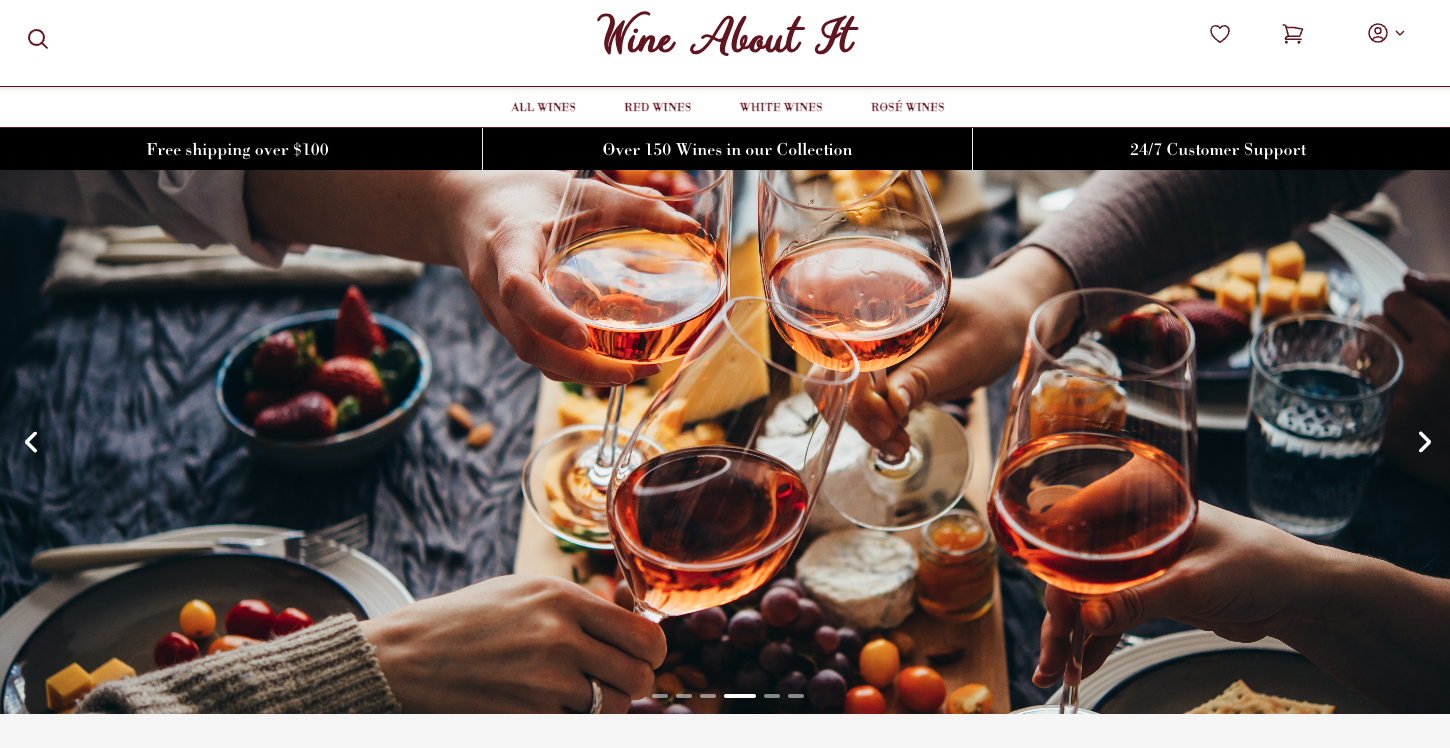 Wine About It
ALL WINES RED WINES WHITE WINES ROSÉ WINES
Free shipping over $100 Over 150 Wines in our Collection 24/7 Customer Support